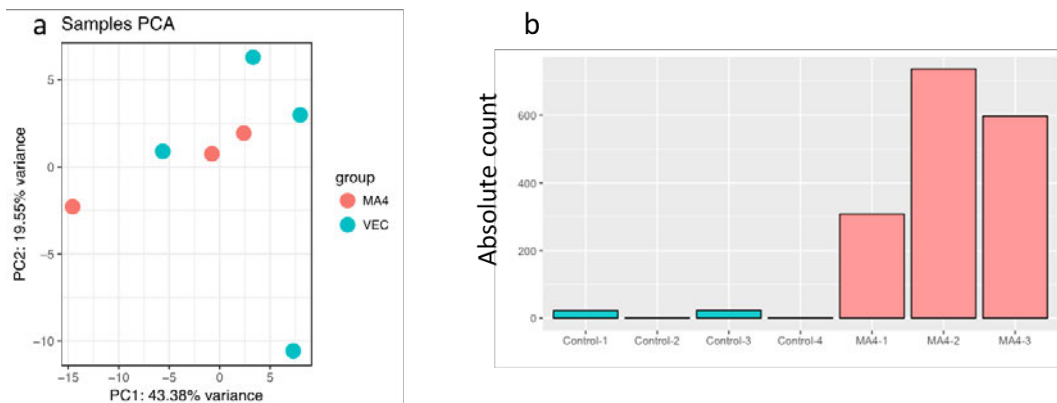 a
Samples PCA
5
0
−5
−10
PC2: 19.55% variance
−15
−10
−5
0
5
PC1: 43.38% variance
group
MA4
VEC
b
Absolute count
600
400
200
0
Control-1
Control-2
Control-3
Control-4
MA4-1
MA4-2
MA4-3